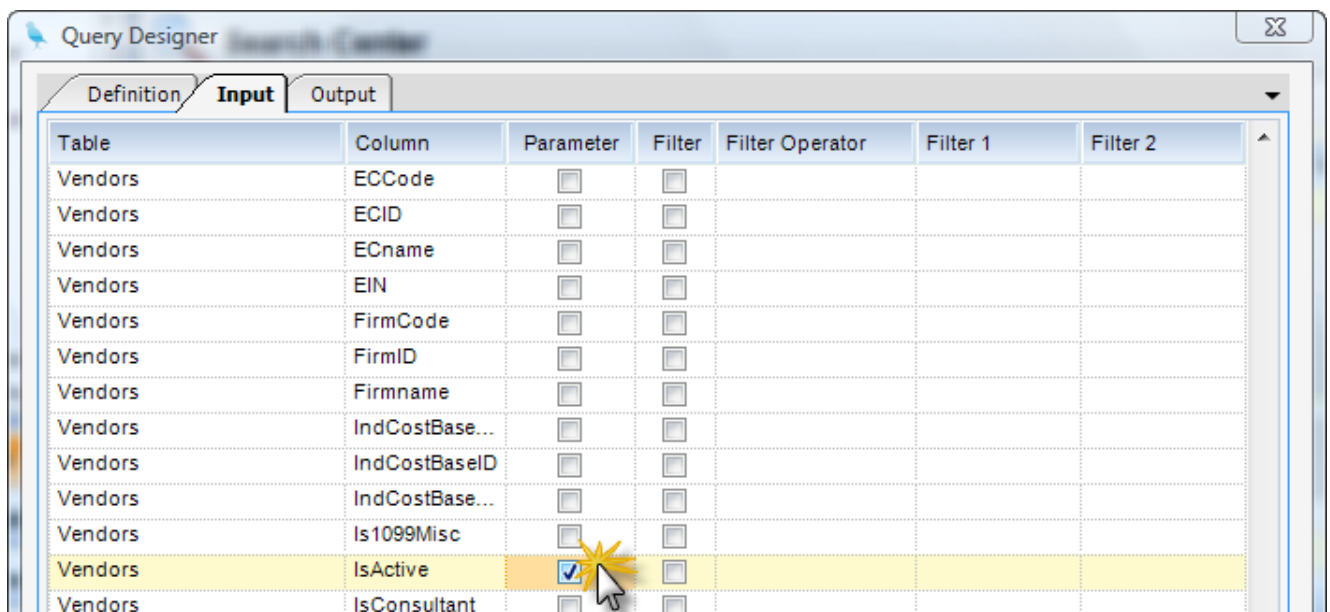 Query Designer Search Center
Definition Input Output
Table Column Parameter Filter Filter Operator Filter 1 Filter 2
Vendors ECCode
Vendors ECID
Vendors ECname
Vendors EIN
Vendors FirmCode
Vendors FirmID
Vendors Firmname
Vendors IndCostBase...
Vendors IndCostBaseID
Vendors IndCostBase...
Vendors Is1099Misc
Vendors IsActive
Vendors IsConsultant